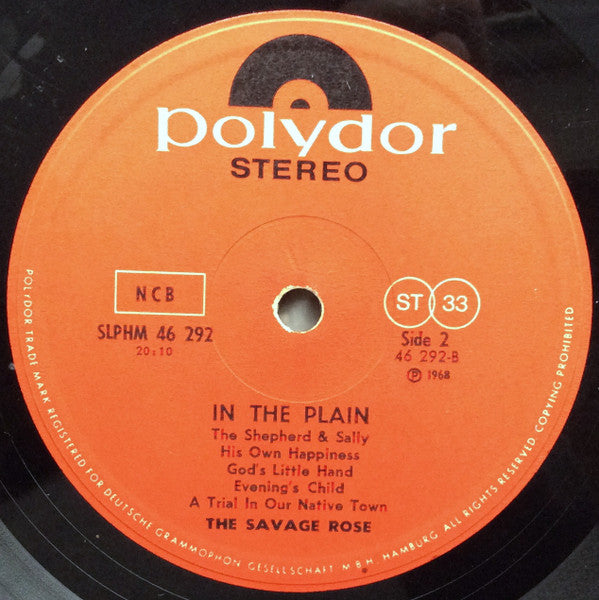 polydor
STEREO
NCB
SLPHM 46 292
20:10
ST 33
Side 2
46 292-B
℗ 1968
IN THE PLAIN
The Shepherd & Sally
His Own Happiness
God's Little Hand
Evening's Child
A Trial In Our Native Town
THE SAVAGE ROSE
POLYDOR TRADE MARK REGISTERED FOR DEUTSCHE GRAMMOPHON GESELLSCHAFT M B H. HAMBURG ALL RIGHTS RESERVED COPYING PROHIBITED